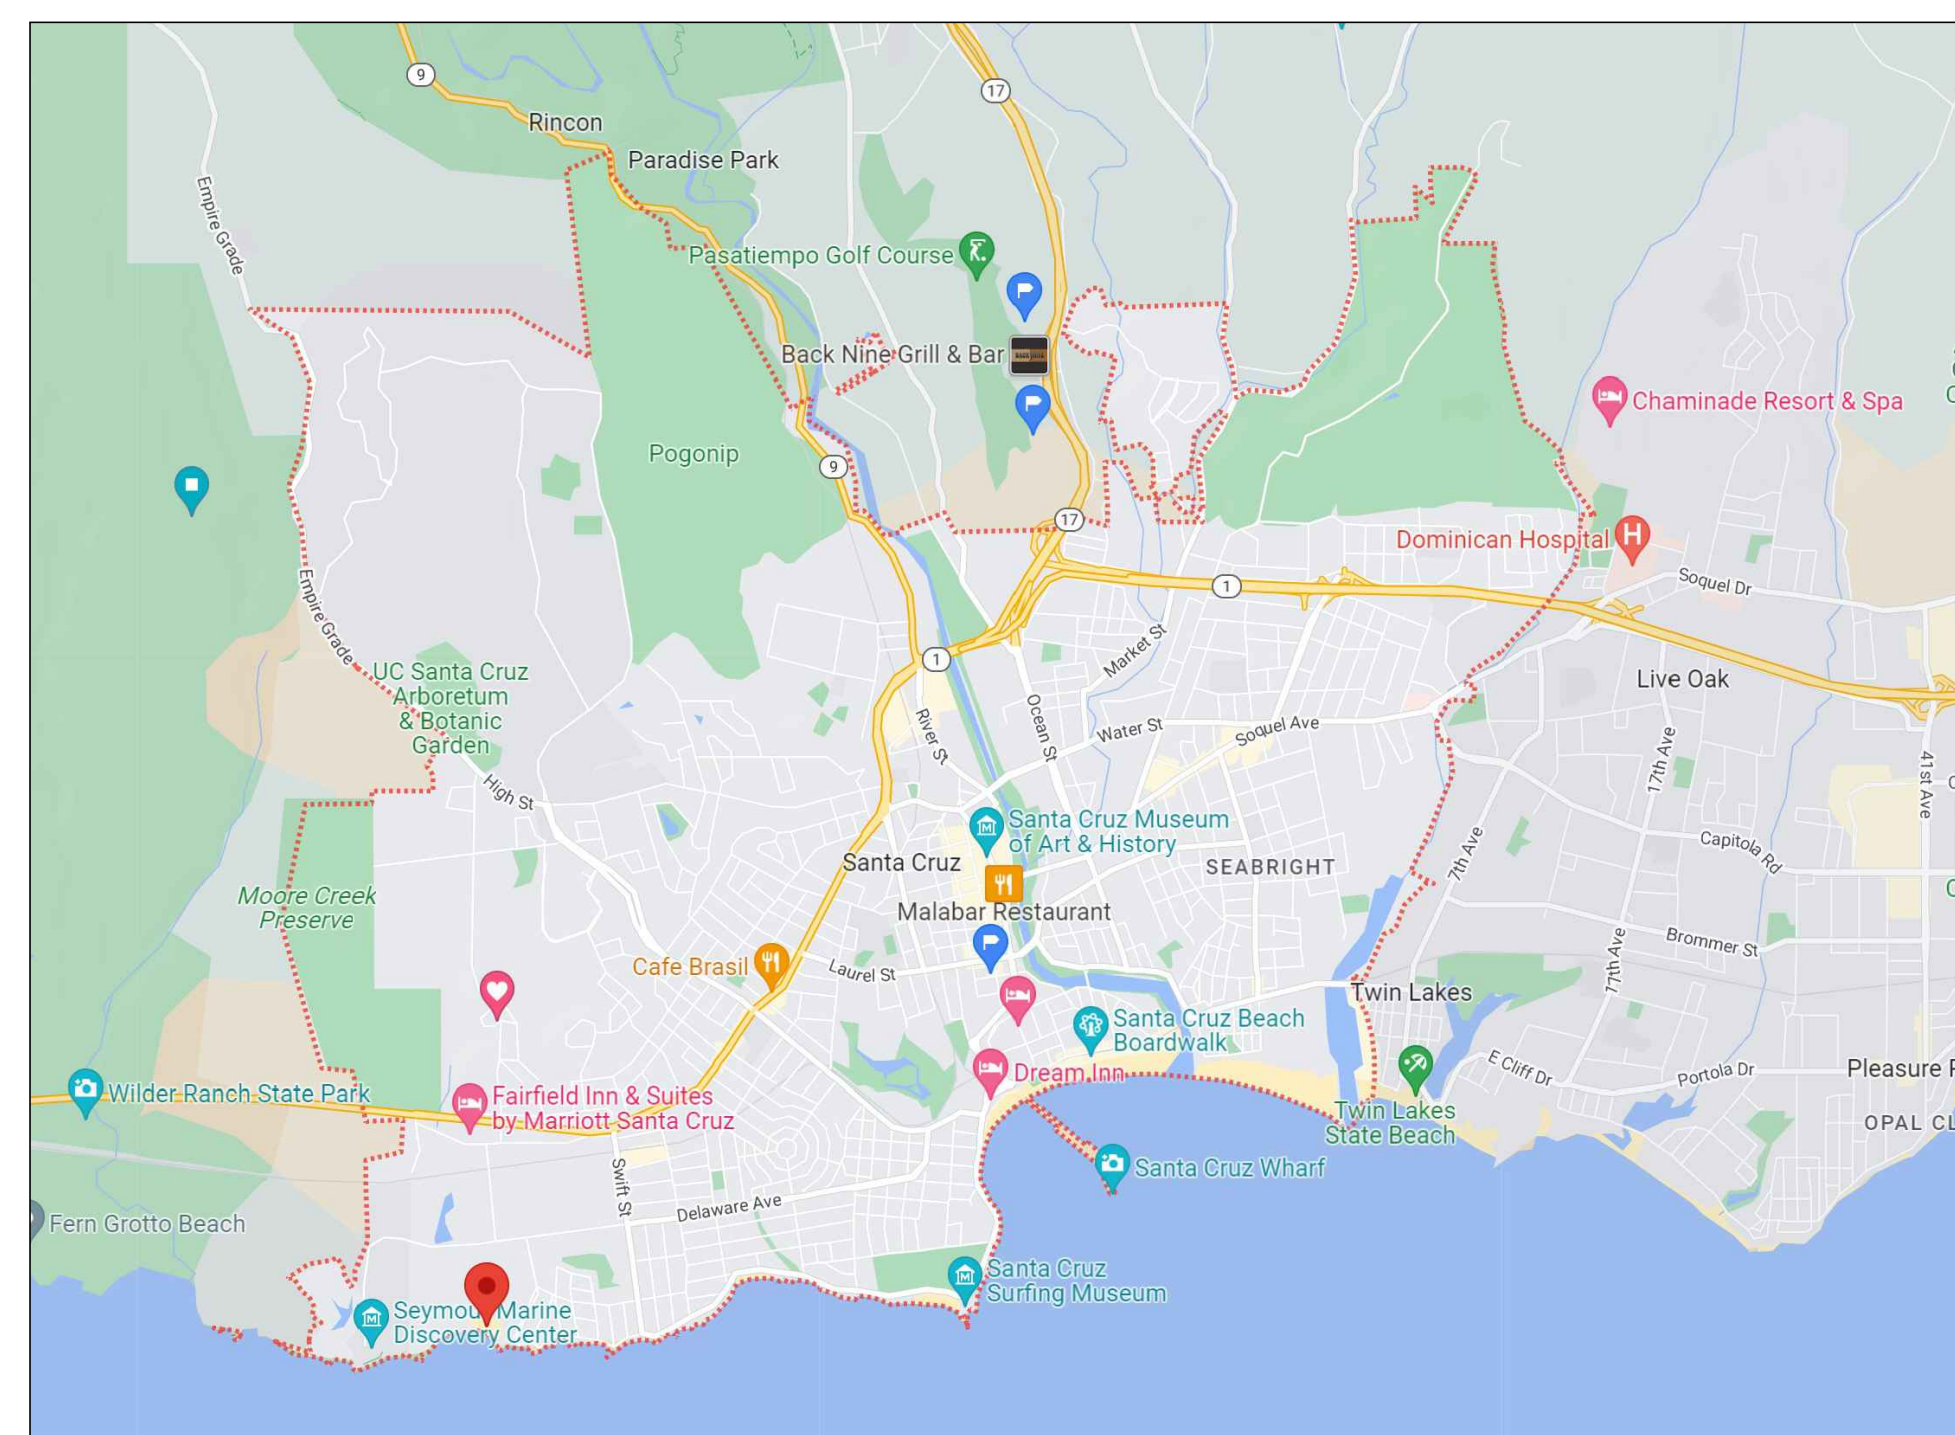 9
17
Rincon
Paradise Park
Empire Grade
Pasatiempo Golf Course
Back Nine Grill & Bar
Chaminade Resort & Spa
Pogonip
9
17
Dominican Hospital
H
Soquel Dr
1
Empire Grade
Market St
1
UC Santa Cruz
Arboretum
& Botanic
Garden
Live Oak
River St
Ocean St
Water St
Soquel Ave
17th Ave
41st Ave
High St
Santa Cruz Museum
of Art & History
Santa Cruz
SEABRIGHT
7th Ave
Capitola Rd
Moore Creek
Preserve
Malabar Restaurant
Cafe Brasil
Laurel St
Brommer St
17th Ave
Twin Lakes
Santa Cruz Beach
Boardwalk
Dream Inn
E Cliff Dr
Portola Dr
Pleasure P
Wilder Ranch State Park
Fairfield Inn & Suites
by Marriott Santa Cruz
Twin Lakes
State Beach
OPAL CL
Santa Cruz Wharf
Swift St
Delaware Ave
Fern Grotto Beach
Santa Cruz
Surfing Museum
Seymour Marine
Discovery Center